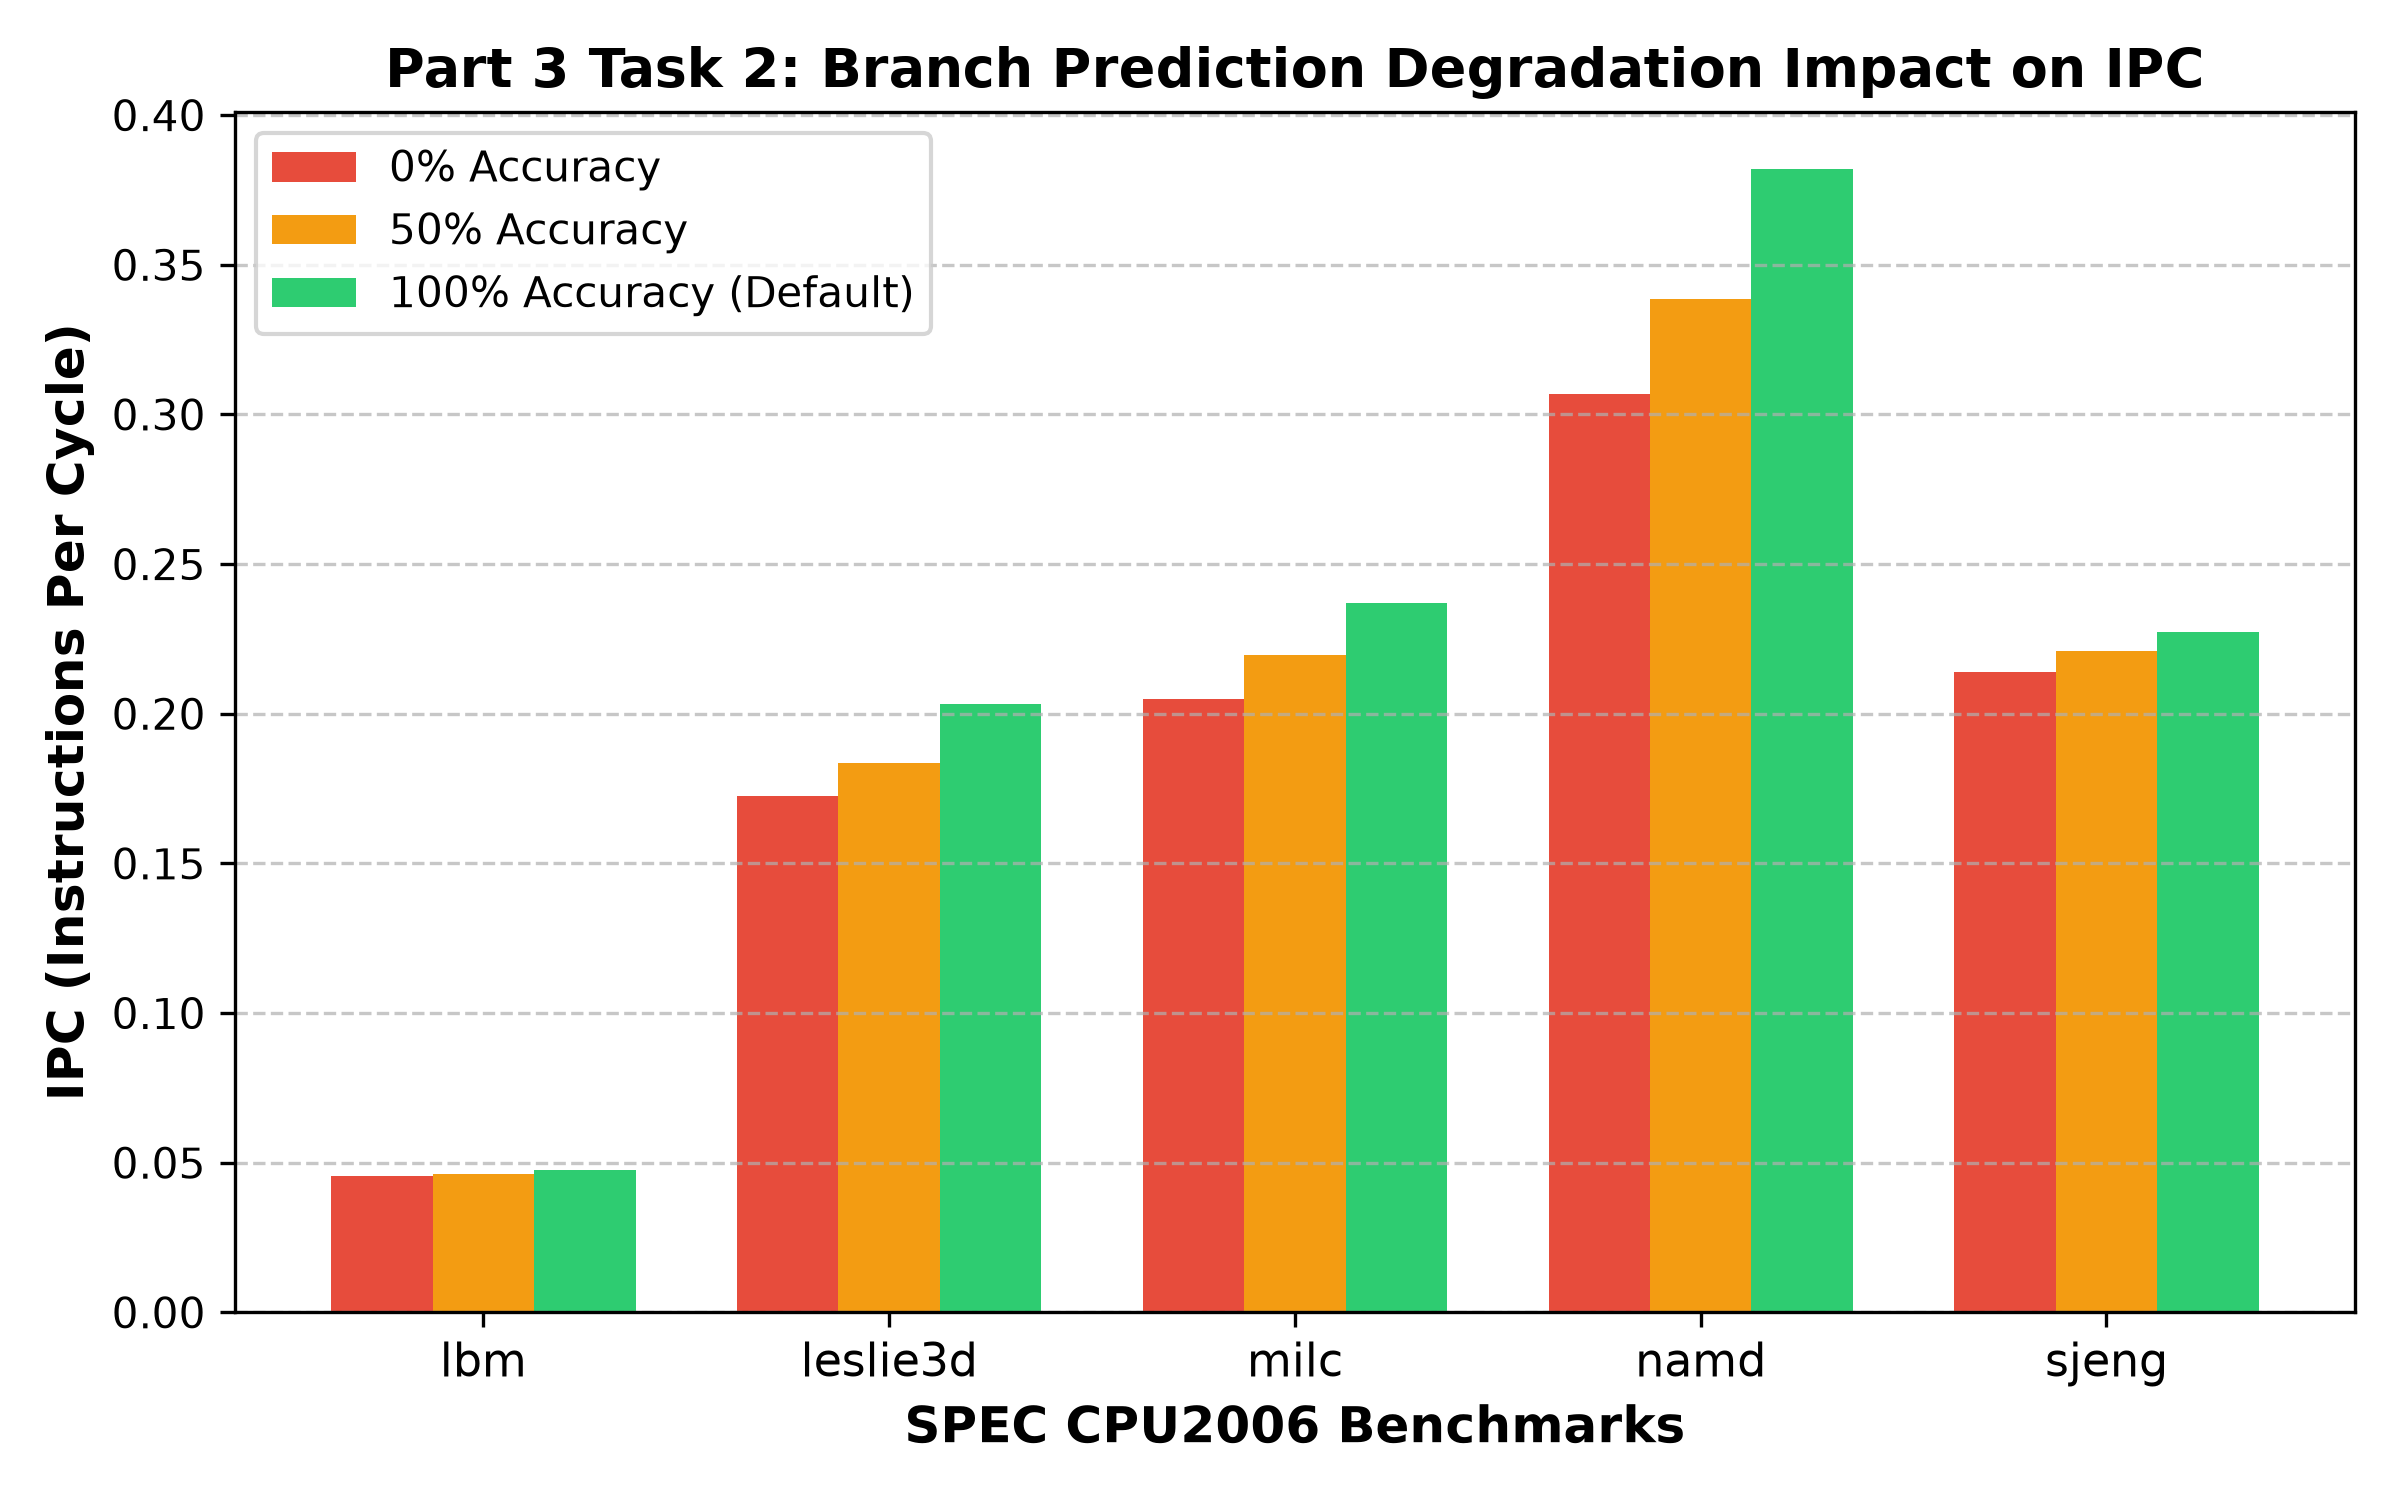 Part 3 Task 2: Branch Prediction Degradation Impact on IPC
0% Accuracy
50% Accuracy
100% Accuracy (Default)
IPC (Instructions Per Cycle)
0.40
0.35
0.30
0.25
0.20
0.15
0.10
0.05
0.00
lbm leslie3d milc namd sjeng
SPEC CPU2006 Benchmarks